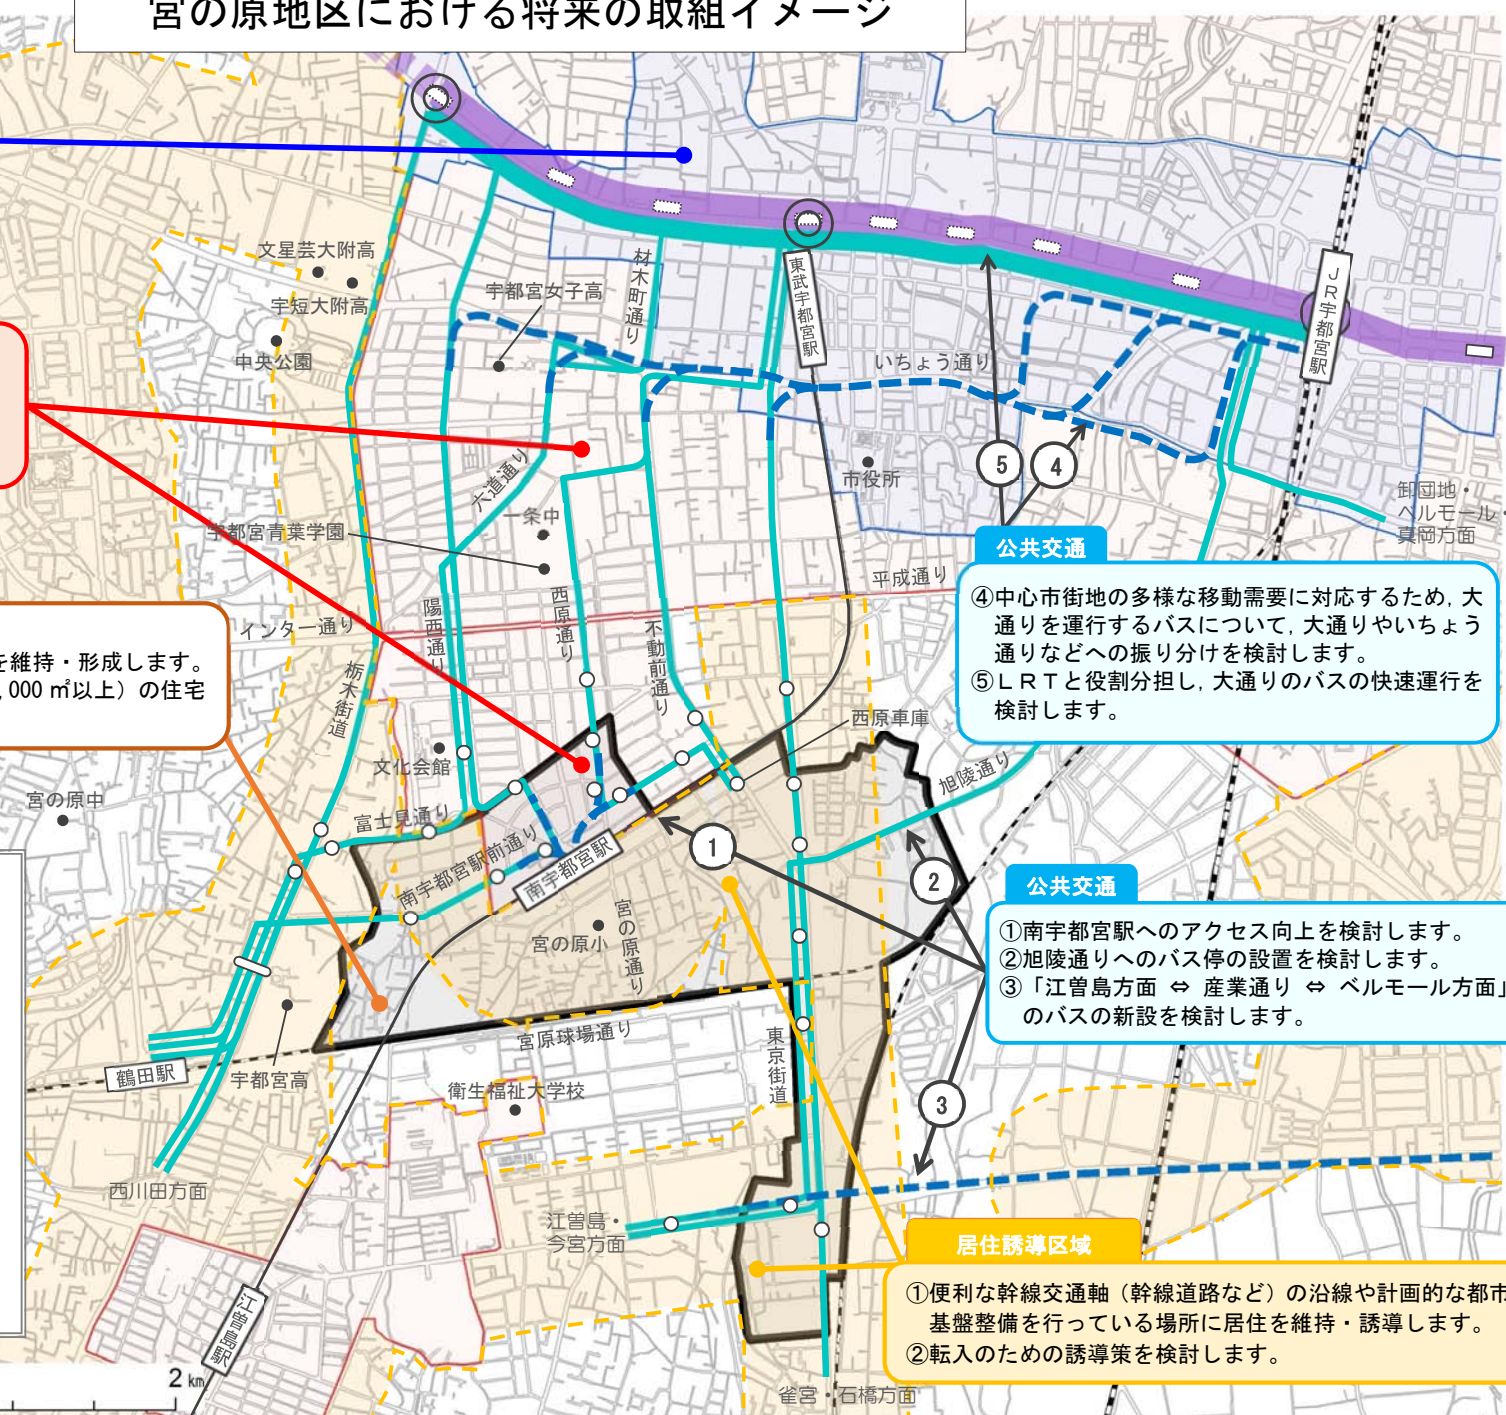 宮の原地区における将来の取組イメージ
文星芸大附高
宇短大附高
中央公園
宇都宮女子高
材木町通り
東武宇都宮駅
ＪＲ宇都宮駅
いちょう通り
六道通り
市役所
⑤
④
卸団地・
ベルモール・
真岡方面
一条中
宇都宮青葉学園
平成通り
公共交通
④中心市街地の多様な移動需要に対応するため，大
通りを運行するバスについて，大通りやいちょう
通りなどへの振り分けを検討します。
⑤ＬＲＴと役割分担し，大通りのバスの快速運行を
検討します。
陽西通り
西原通り
不動前通り
インター通り
栃木街道
を維持・形成します。
,000 ㎡以上）の住宅
西原車庫
文化会館
旭陵通り
宮の原中
富士見通り
南宇都宮駅前通り
南宇都宮駅
①
②
公共交通
①南宇都宮駅へのアクセス向上を検討します。
②旭陵通りへのバス停の設置を検討します。
③「江曽島方面 ⇔ 産業通り ⇔ ベルモール方面」
のバスの新設を検討します。
宮の原小
宮の原通り
宮原球場通り
東京街道
鶴田駅
宇都宮高
衛生福祉大学校
③
西川田方面
江曽島・
今宮方面
居住誘導区域
①便利な幹線交通軸（幹線道路など）の沿線や計画的な都市
基盤整備を行っている場所に居住を維持・誘導します。
②転入のための誘導策を検討します。
江曽島駅
2 km
雀宮・石橋方面